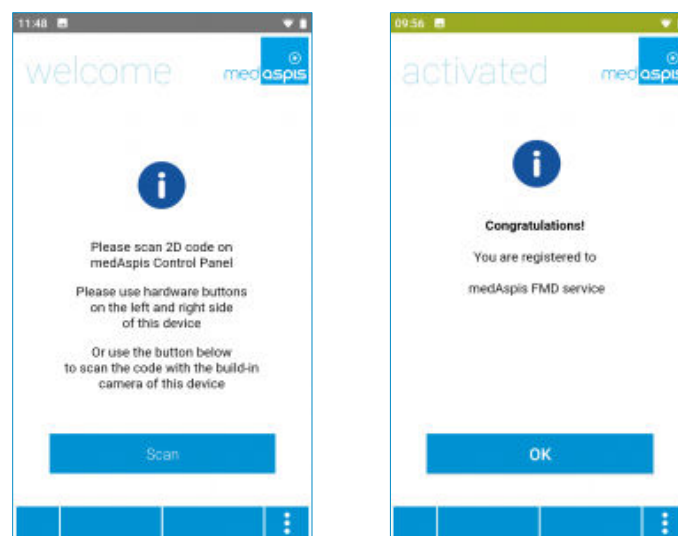 11:48
welcome
medaspis
Please scan 2D code on
medAspis Control Panel
Please use hardware buttons
on the left and right side
of this device
Or use the button below
to scan the code with the build-in
camera of this device
Scan
09:56
activated
medaspis
Congratulations!
You are registered to
medAspis FMD service
OK